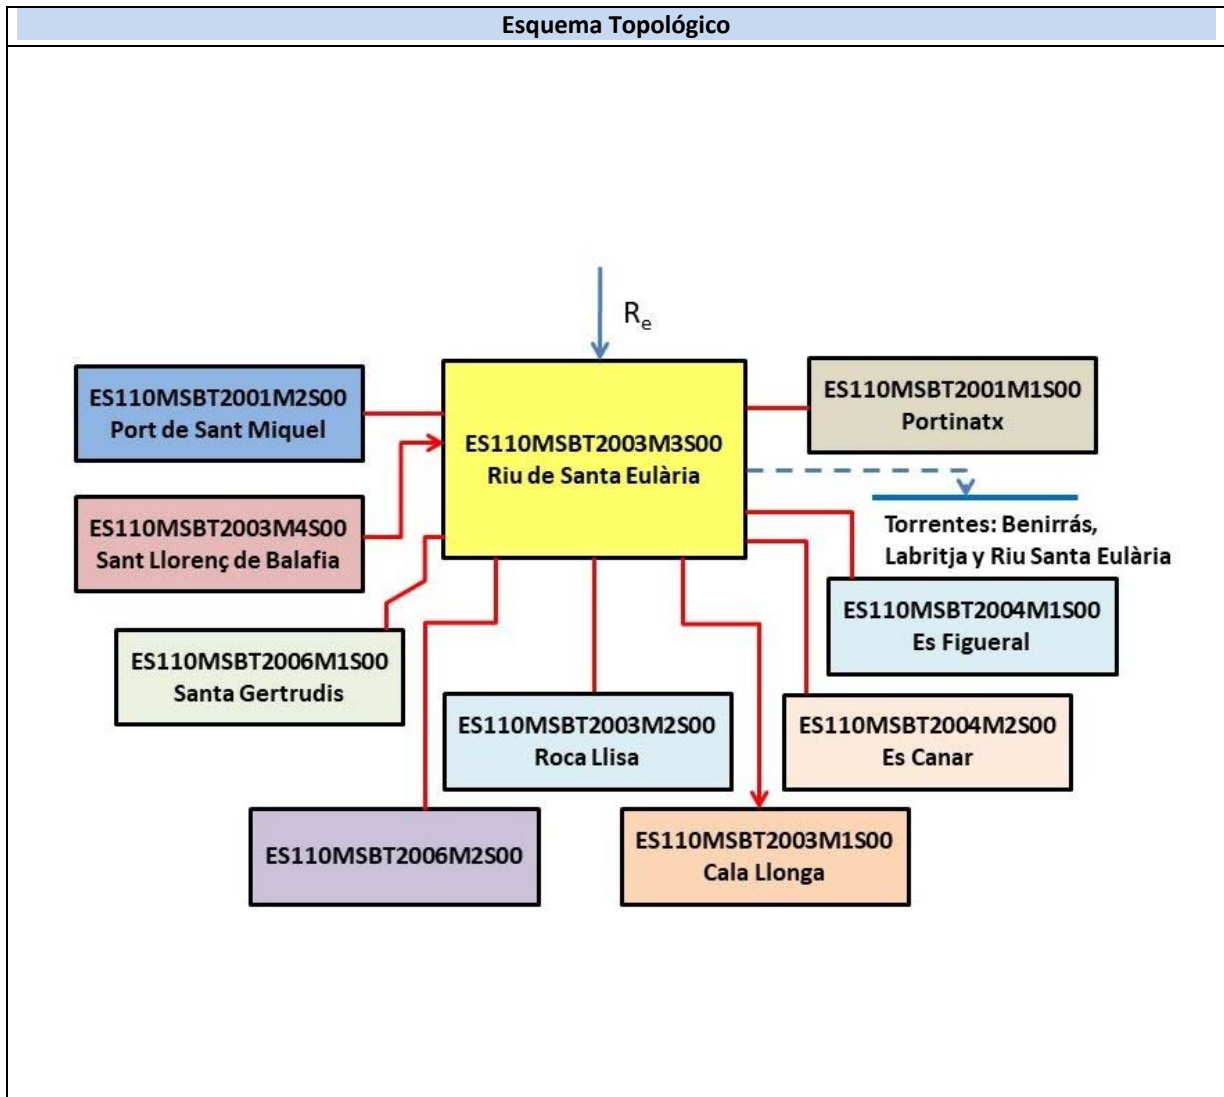 Esquema Topológico
Re
ES110MSBT2001M2S00
Port de Sant Miquel
ES110MSBT2003M3S00
Riu de Santa Eulària
ES110MSBT2001M1S00
Portinatx
ES110MSBT2003M4S00
Sant Llorenç de Balafia
Torrentes: Benirrás,
Labritja y Riu Santa Eulària
ES110MSBT2004M1S00
Es Figueral
ES110MSBT2006M1S00
Santa Gertrudis
ES110MSBT2003M2S00
Roca Llisa
ES110MSBT2004M2S00
Es Canar
ES110MSBT2006M2S00
ES110MSBT2003M1S00
Cala Llonga